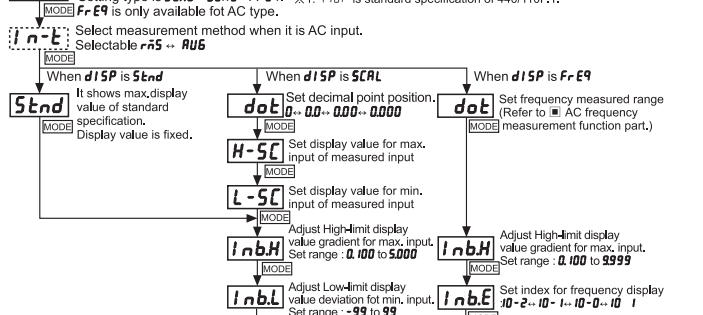 MODE FrEq is only available fot AC type.
In-t Select measurement method when it is AC input.
Selectable rms ↔ AuG
MODE
When diSP is Stnd
When diSP is SCAL
When diSP is FrEq
Stnd It shows max.display
value of standard
MODE specification.
Display value is fixed.
dot Set decimal point position.
0↔ 0.0↔ 0.00↔ 0.000
MODE
dot Set frequency measured range
(Refer to ▣ AC frequency
MODE measurement function part.)
H-SC Set display value for max.
input of measured input
MODE
L-SC Set display value for min.
input of measured input
MODE
Inb.H Adjust High-limit display
value gradient for max. input.
Set range : 0.100 to 5.000
MODE
Inb.H Adjust High-limit display
value gradient for max. input.
Set range : 0.100 to 9.999
MODE
Inb.L Adjust Low-limit display
value deviation fot min. input.
Set range : -99 to 99
Inb.E Set index for frequency display
:10-2↔10-1↔10-0↔10 1